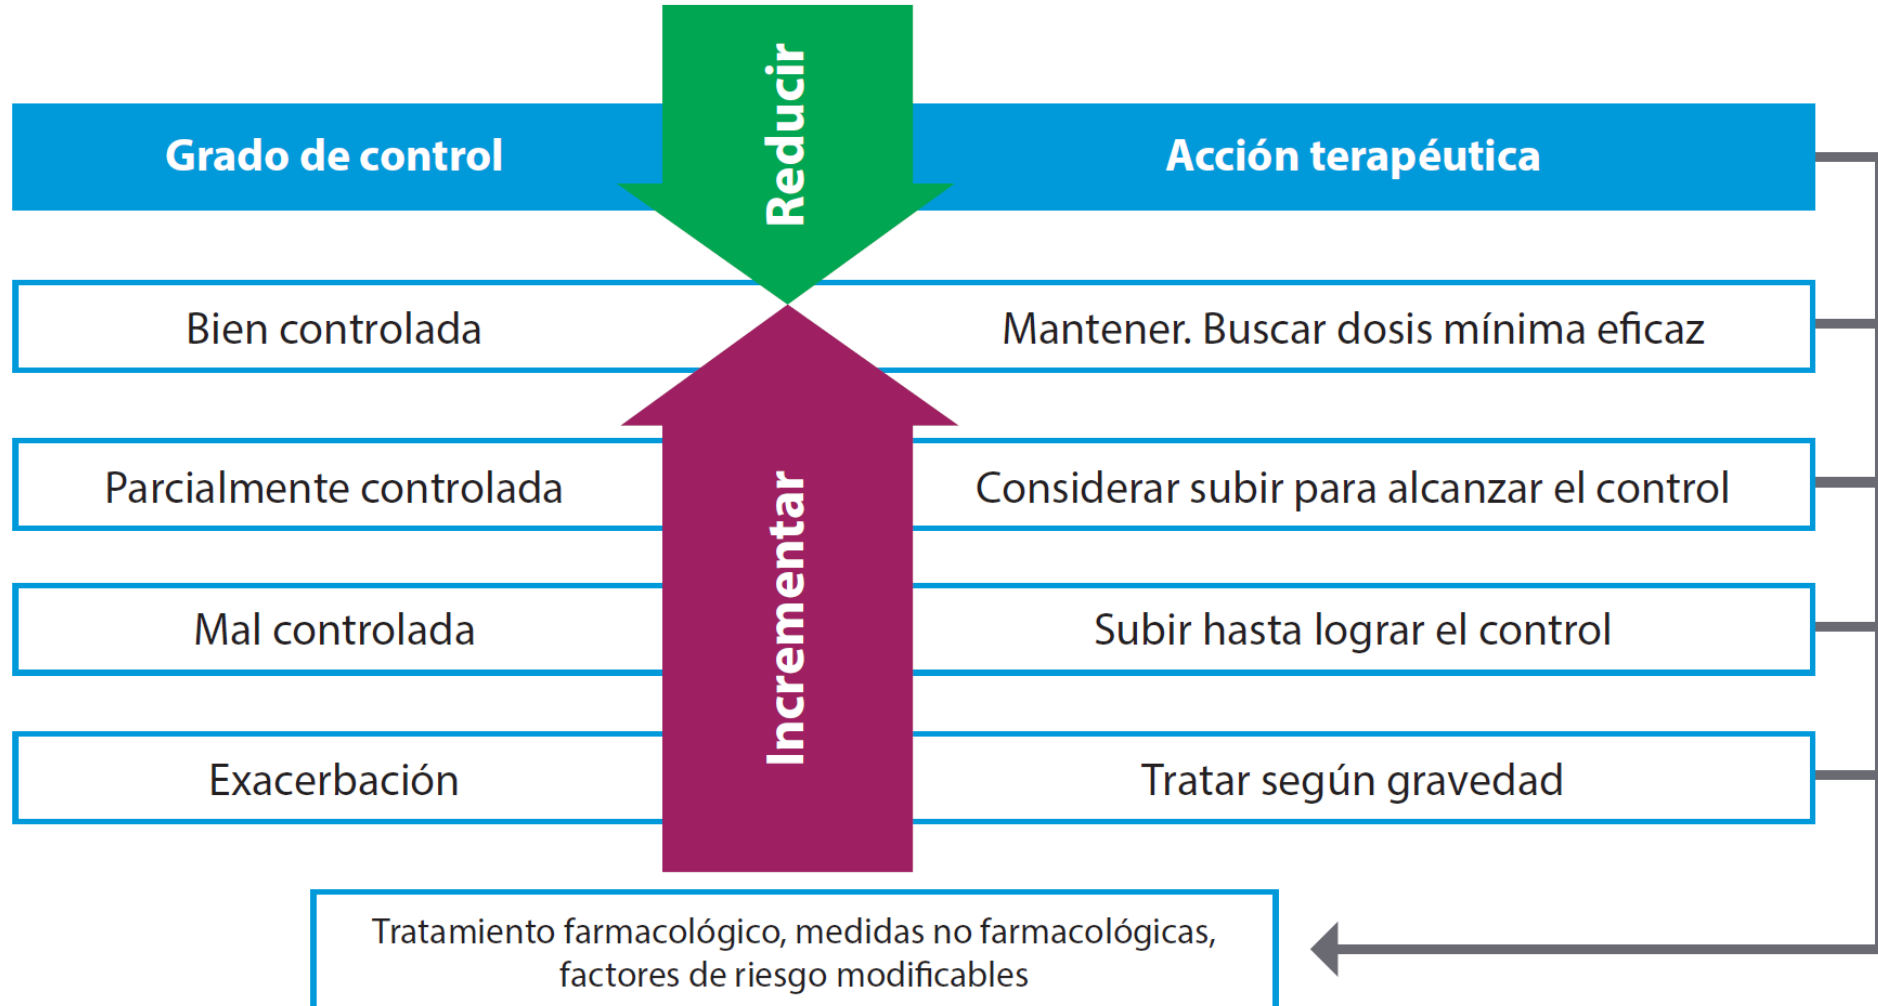 Reducir
Grado de control
Acción terapéutica
Bien controlada
Mantener. Buscar dosis mínima eficaz
Parcialmente controlada
Considerar subir para alcanzar el control
Incrementar
Mal controlada
Subir hasta lograr el control
Exacerbación
Tratar según gravedad
Tratamiento farmacológico, medidas no farmacológicas,
factores de riesgo modificables